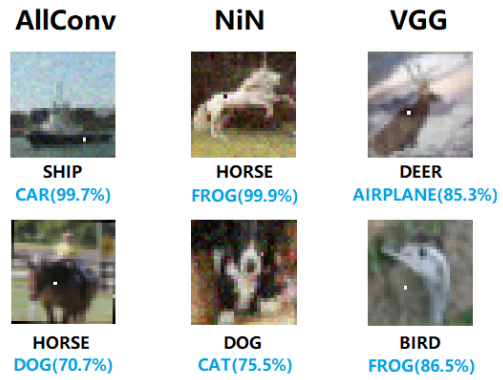 AllConv NiN VGG
SHIP HORSE DEER
CAR(99.7%) FROG(99.9%) AIRPLANE(85.3%)
HORSE DOG BIRD
DOG(70.7%) CAT(75.5%) FROG(86.5%)